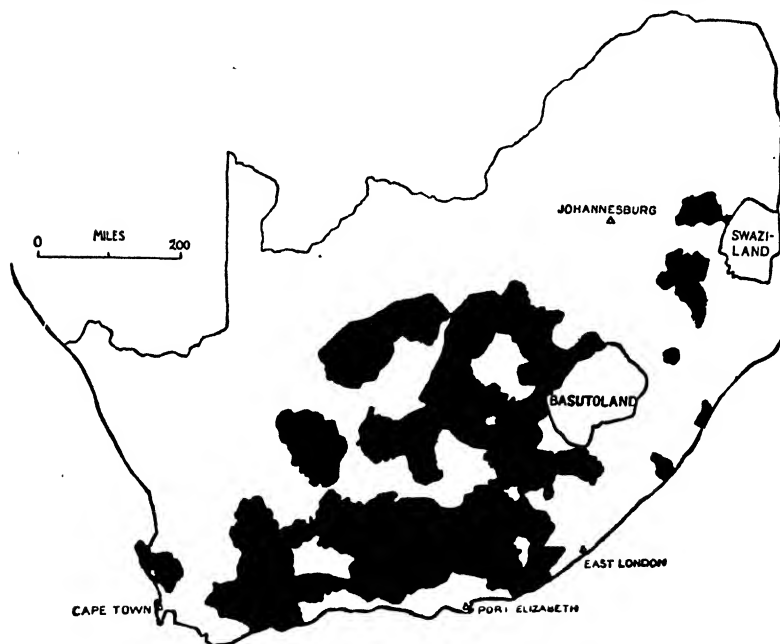 JOHANNESBURG
SWAZI-
LAND
0 MILES 200
BASUTOLAND
EAST LONDON
CAPE TOWN
PORT ELIZABETH